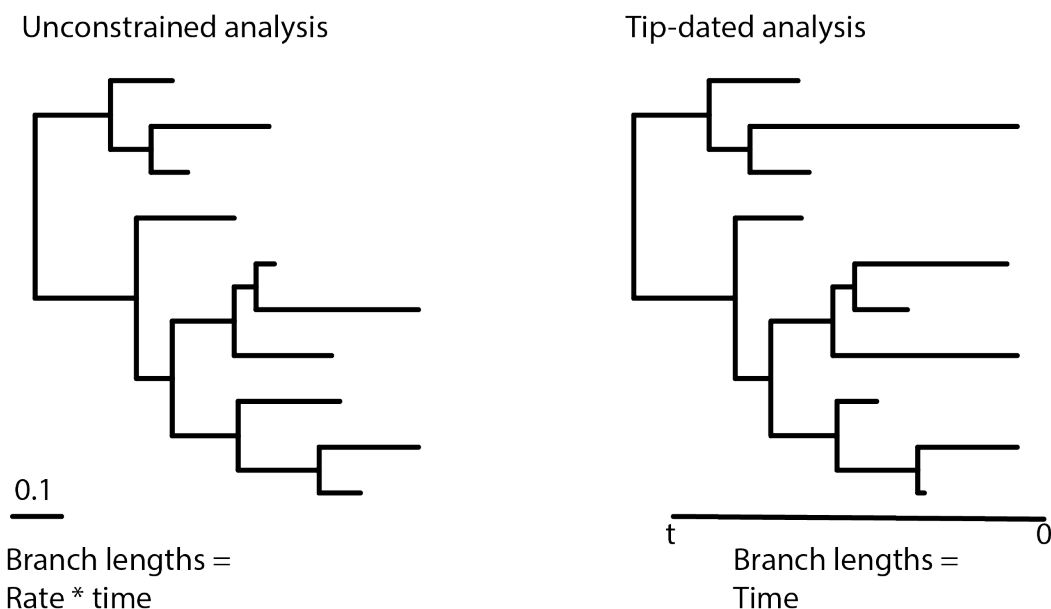 Unconstrained analysis
Tip-dated analysis
0.1
t
0
Branch lengths =
Rate * time
Branch lengths =
Time